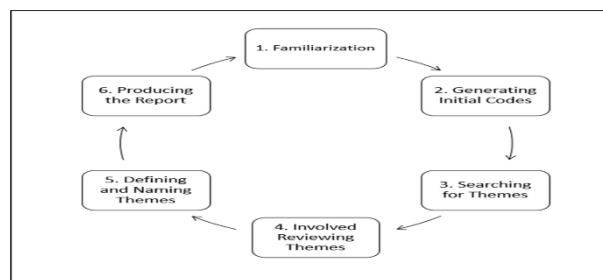 1. Familiarization
2. Generating
Initial Codes
3. Searching
for Themes
4. Involved
Reviewing
Themes
5. Defining
and Naming
Themes
6. Producing
the Report